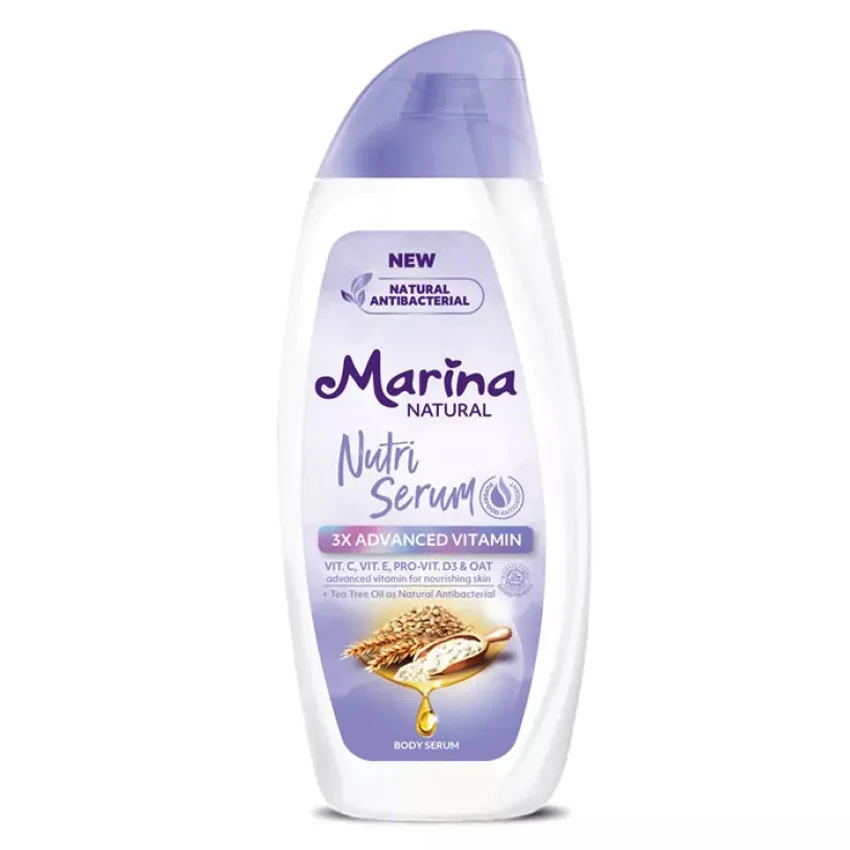 NEW
NATURAL
ANTIBACTERIAL
Marina
NATURAL
Nutri
Serum
3X ADVANCED VITAMIN
VIT. C, VIT. E, PRO-VIT. D3 & OAT
advanced vitamin for nourishing skin
+ Tea Tree Oil as Natural Antibacterial
BODY SERUM